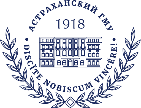 АСТРАХАНСКИЙ ГМУ
1918
DISCITE NOBISCUM VINCERE!